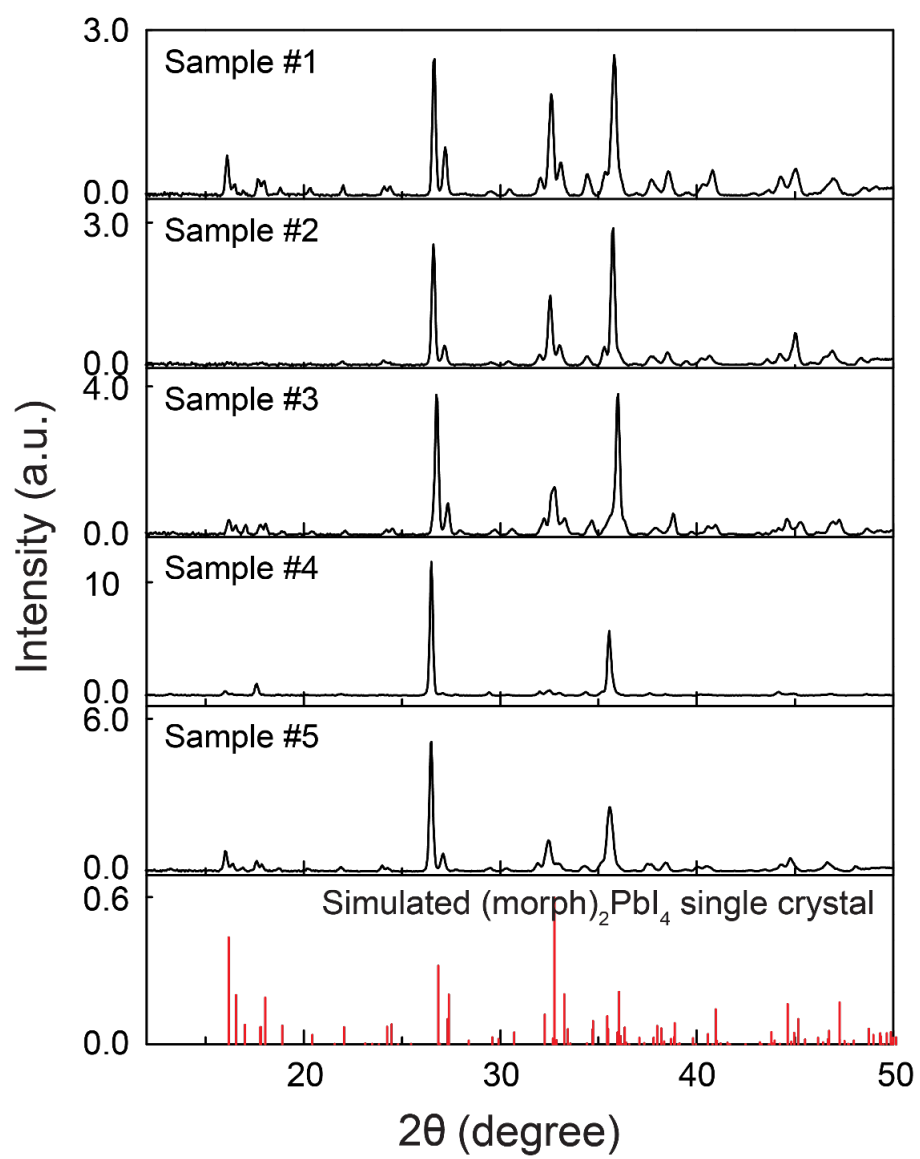 3.0
Sample #1
0.0
3.0
Sample #2
0.0
4.0
Sample #3
0.0
Intensity (a.u.)
Sample #4
10
0.0
6.0
Sample #5
0.0
0.6
Simulated (morph)₂PbI₄ single crystal
0.0
20 30 40 50
2θ (degree)